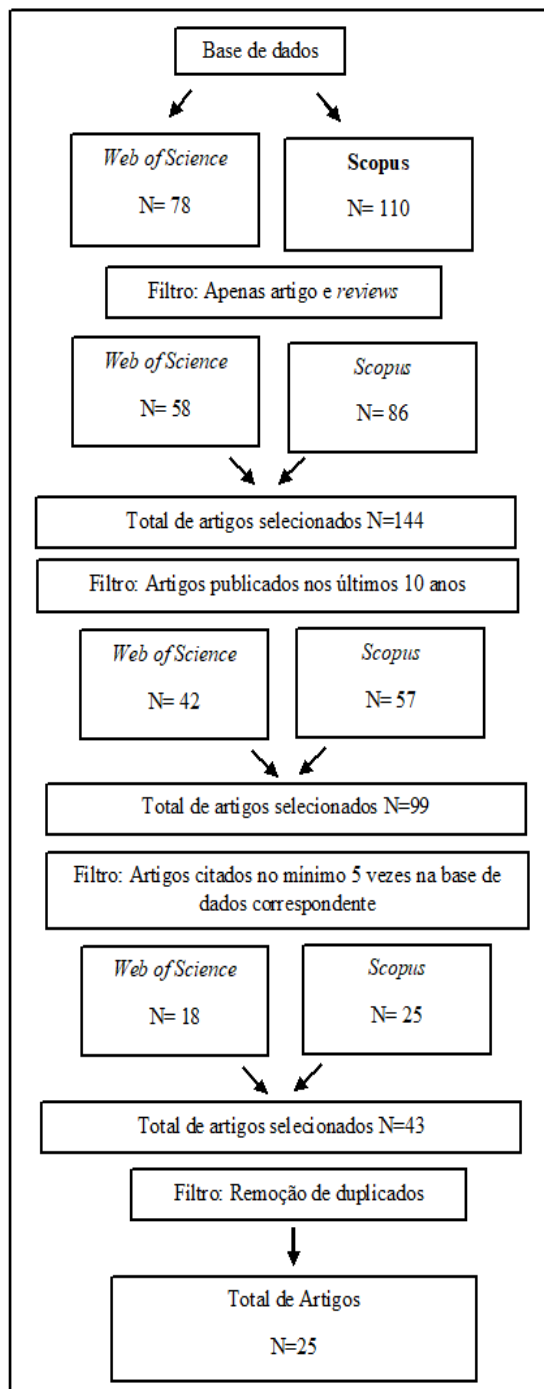 Base de dados
Web of Science
N= 78
Scopus
N= 110
Filtro: Apenas artigo e reviews
Web of Science
N= 58
Scopus
N= 86
Total de artigos selecionados N=144
Filtro: Artigos publicados nos últimos 10 anos
Web of Science
N= 42
Scopus
N= 57
Total de artigos selecionados N=99
Filtro: Artigos citados no mínimo 5 vezes na base de
dados correspondente
Web of Science
N= 18
Scopus
N= 25
Total de artigos selecionados N=43
Filtro: Remoção de duplicados
Total de Artigos
N=25